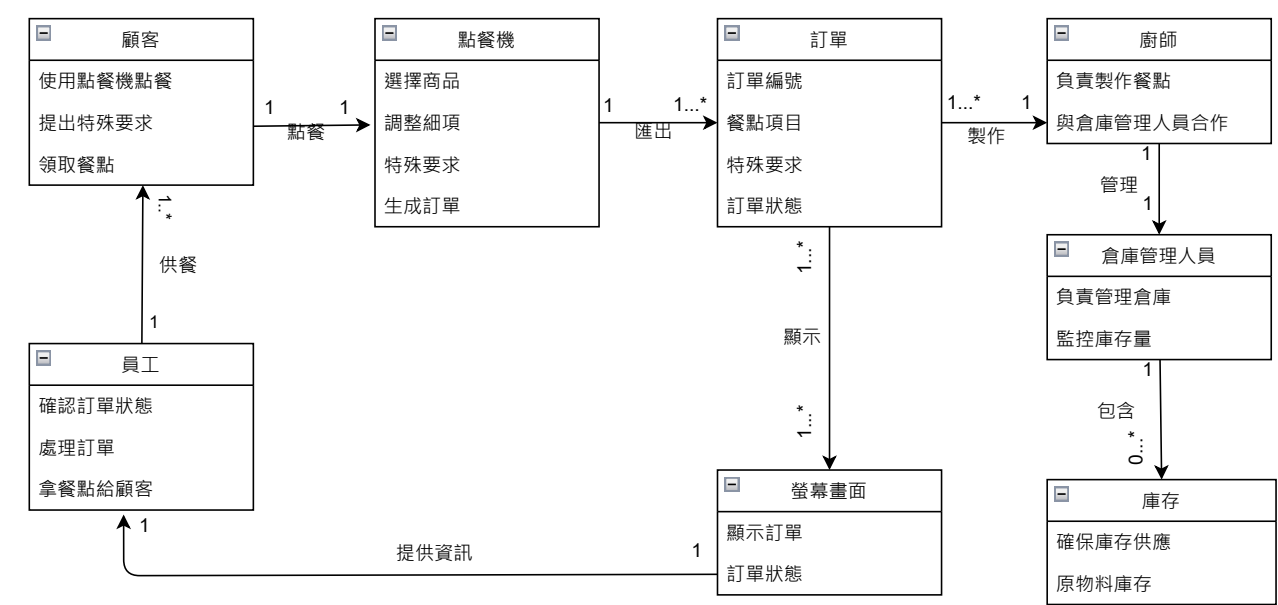 顧客
使用點餐機點餐
提出特殊要求
領取餐點
1
1
點餐
點餐機
選擇商品
調整細項
特殊要求
生成訂單
1
1...*
匯出
訂單
訂單編號
餐點項目
特殊要求
訂單狀態
1...*
1
製作
廚師
負責製作餐點
與倉庫管理人員合作
1
管理
1
倉庫管理人員
負責管理倉庫
監控庫存量
1
包含
0...*
庫存
確保庫存供應
原物料庫存
1...*
顯示
1...*
螢幕畫面
顯示訂單
訂單狀態
1
提供資訊
1
員工
確認訂單狀態
處理訂單
拿餐點給顧客
1
供餐
1..*